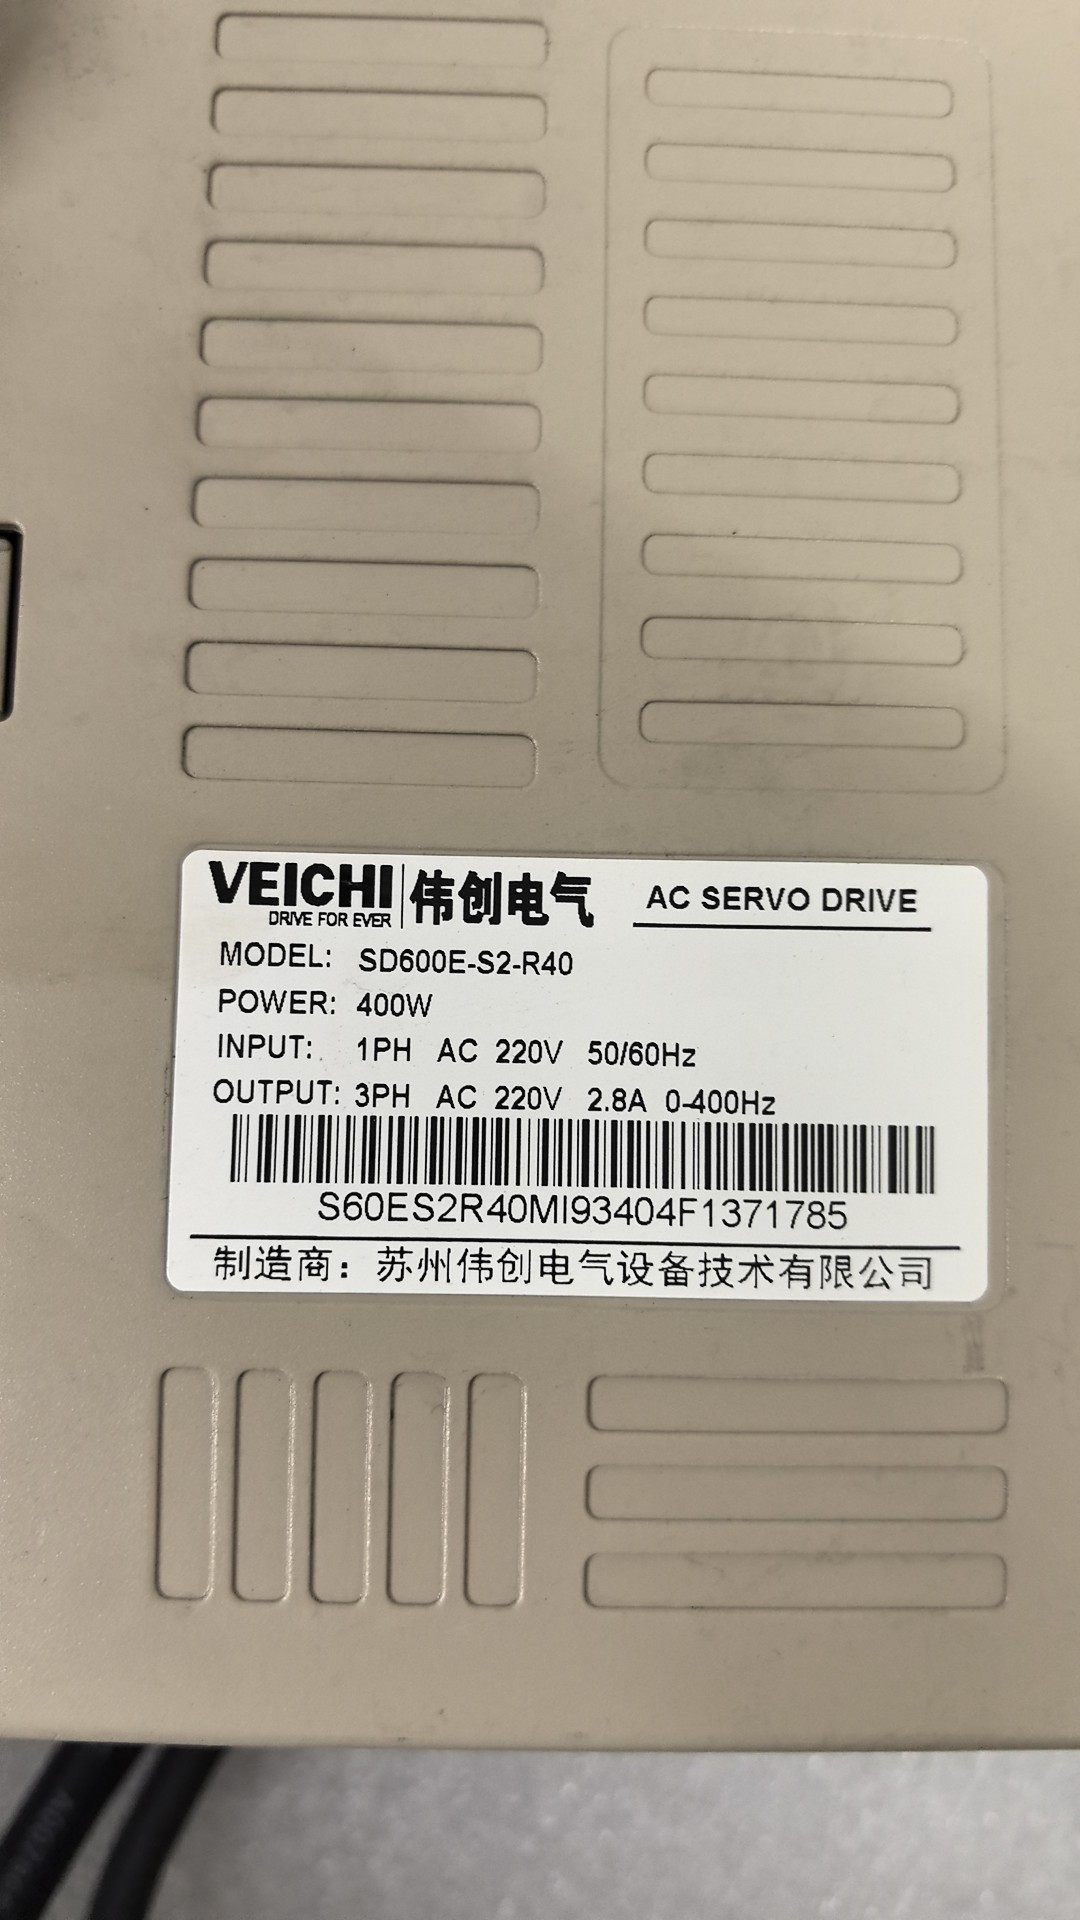 VEICHI 伟创电气 AC SERVO DRIVE
DRIVE FOR EVER
MODEL: SD600E-S2-R40
POWER: 400W
INPUT: 1PH AC 220V 50/60Hz
OUTPUT: 3PH AC 220V 2.8A 0-400Hz
S60ES2R40MI93404F1371785
制造商：苏州伟创电气设备技术有限公司